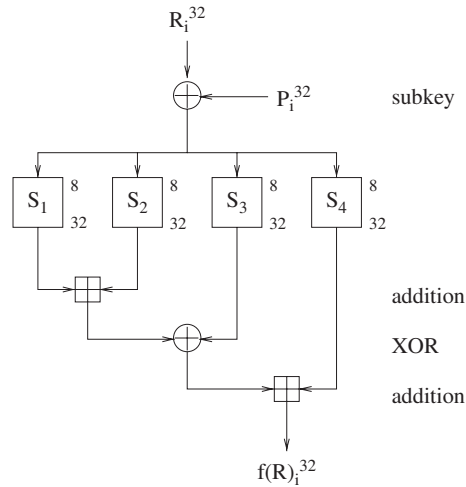 R_i^32
P_i^32 subkey
S_1 8 32 S_2 8 32 S_3 8 32 S_4 8 32
addition
XOR
addition
f(R)_i^32